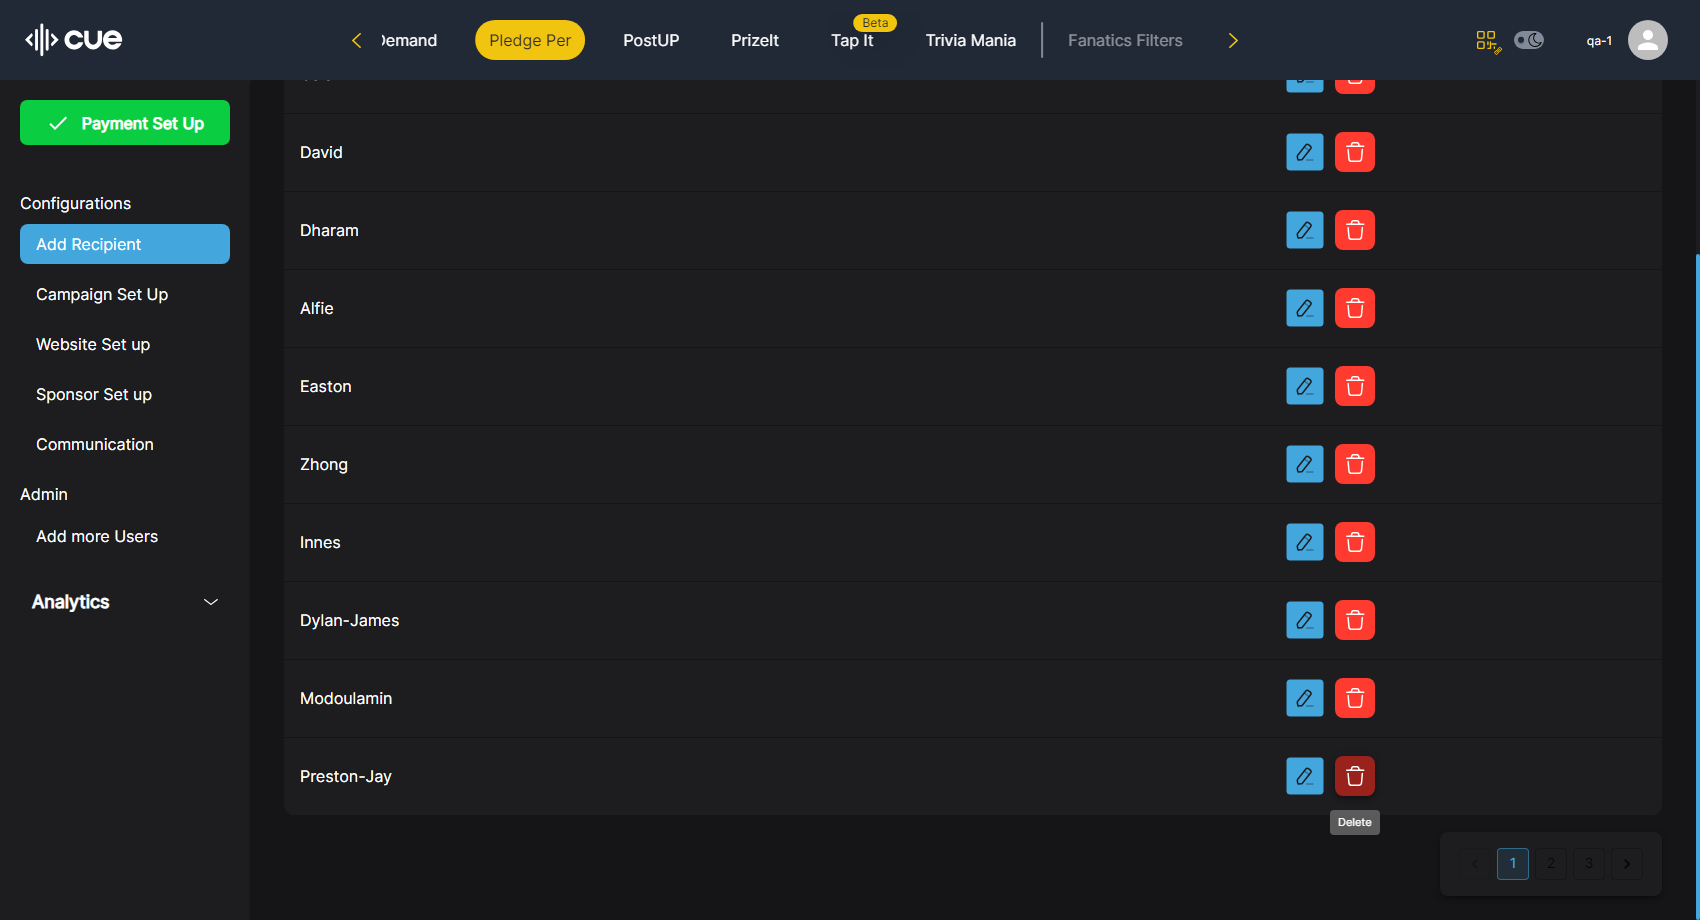 cue
Demand
Pledge Per
PostUP
PrizeIt
Beta
Tap It
Trivia Mania
Fanatics Filters
qa-1
Payment Set Up
Configurations
Add Recipient
Campaign Set Up
Website Set up
Sponsor Set up
Communication
Admin
Add more Users
Analytics
David
Dharam
Alfie
Easton
Zhong
Innes
Dylan-James
Modoulamin
Preston-Jay
Delete
1 2 3